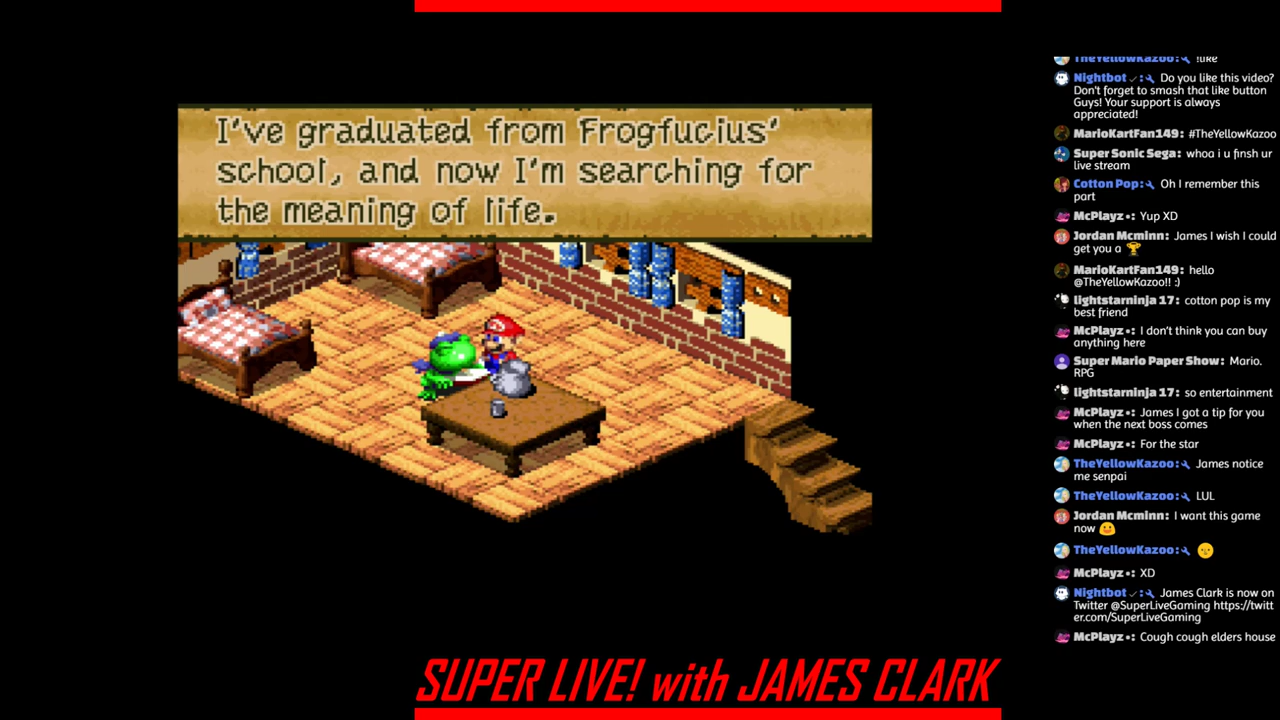 I've graduated from Frogfucius'
school, and now I'm searching for
the meaning of life.
TheYellowKazoo: !like
Nightbot: Do you like this video?
Don't forget to smash that like button
Guys! Your support is always
appreciated!
MarioKartFan149: #TheYellowKazoo
Super Sonic Sega: whoa i u finsh ur
live stream
Cotton Pop: Oh I remember this
part
McPlayz: Yup XD
Jordan Mcminn: James I wish I could
get you a 🏆
MarioKartFan149: hello
@TheYellowKazoo!! :)
lightstarninja 17: cotton pop is my
best friend
McPlayz: I don't think you can buy
anything here
Super Mario Paper Show: Mario.
RPG
lightstarninja 17: so entertainment
McPlayz: James I got a tip for you
when the next boss comes
McPlayz: For the star
TheYellowKazoo: James notice
me senpai
TheYellowKazoo: LUL
Jordan Mcminn: I want this game
now
TheYellowKazoo:
McPlayz: XD
Nightbot: James Clark is now on
Twitter @SuperLiveGaming https://twitt
er.com/SuperLiveGaming
McPlayz: Cough cough elders house
SUPER LIVE! with JAMES CLARK